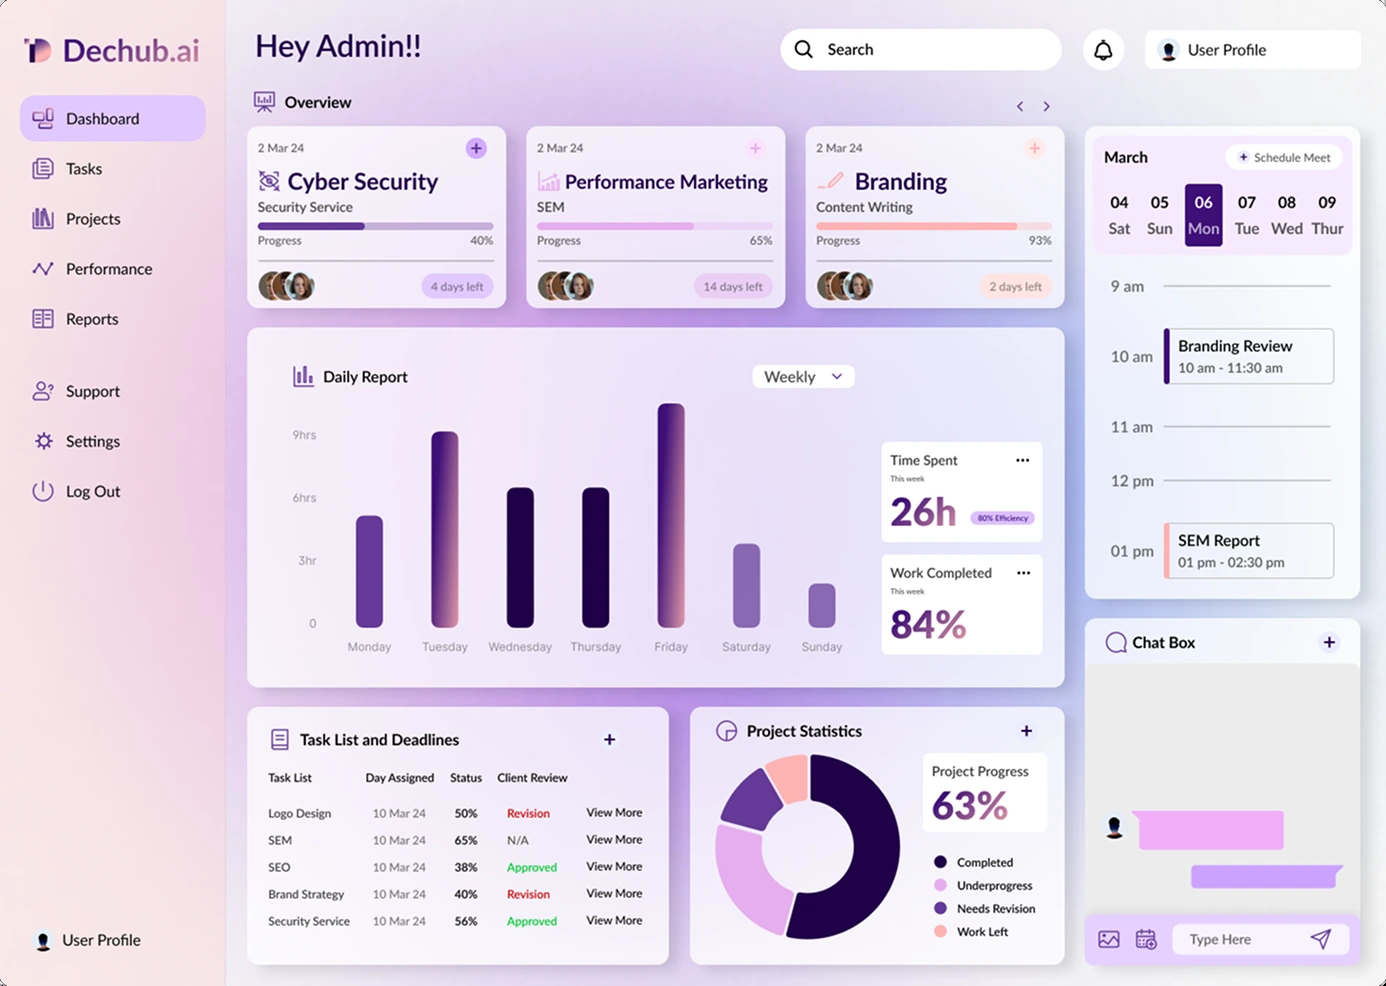 Dechub.ai
Dashboard
Tasks
Projects
Performance
Reports
Support
Settings
Log Out
User Profile
Hey Admin!!
Search
User Profile
Overview
2 Mar 24
Cyber Security
Security Service
Progress 40%
4 days left
2 Mar 24
Performance Marketing
SEM
Progress 65%
14 days left
2 Mar 24
Branding
Content Writing
Progress 93%
2 days left
Daily Report
Weekly
9hrs
6hrs
3hr
0
Monday Tuesday Wednesday Thursday Friday Saturday Sunday
Time Spent
This week
26h 80% Efficiency
Work Completed
This week
84%
Task List and Deadlines
Task List Day Assigned Status Client Review
Logo Design 10 Mar 24 50% Revision View More
SEM 10 Mar 24 65% N/A View More
SEO 10 Mar 24 38% Approved View More
Brand Strategy 10 Mar 24 40% Revision View More
Security Service 10 Mar 24 56% Approved View More
Project Statistics
Project Progress
63%
Completed
Underprogress
Needs Revision
Work Left
March
Schedule Meet
04 05 06 07 08 09
Sat Sun Mon Tue Wed Thur
9 am
10 am
Branding Review
10 am - 11:30 am
11 am
12 pm
01 pm
SEM Report
01 pm - 02:30 pm
Chat Box
Type Here